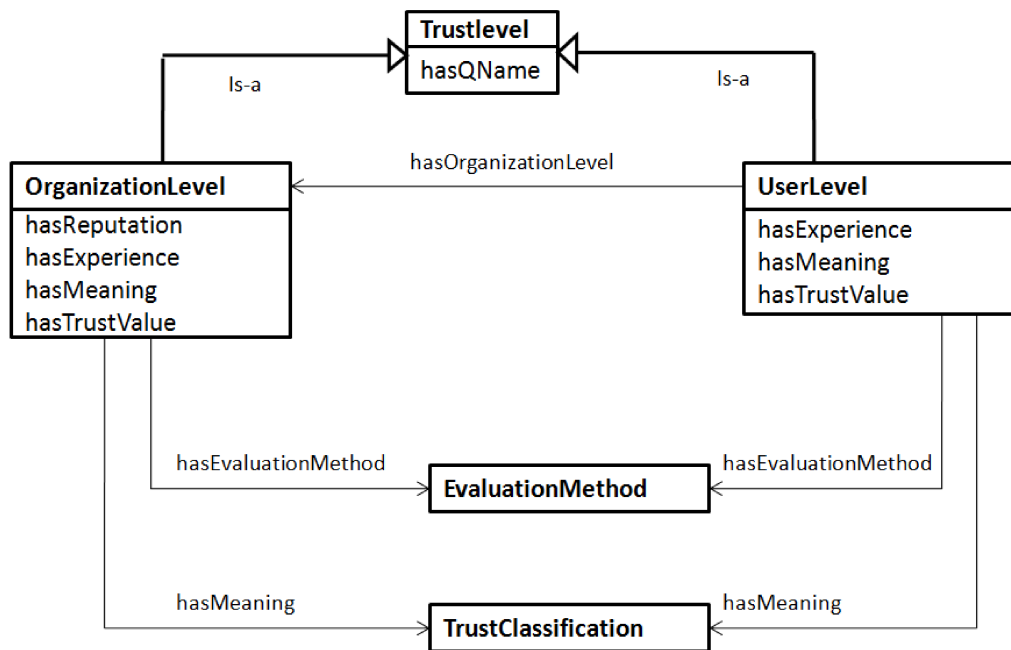 Trustlevel
hasQName
Is-a
Is-a
hasOrganizationLevel
OrganizationLevel
hasReputation
hasExperience
hasMeaning
hasTrustValue
UserLevel
hasExperience
hasMeaning
hasTrustValue
hasEvaluationMethod
hasEvaluationMethod
EvaluationMethod
hasMeaning
hasMeaning
TrustClassification